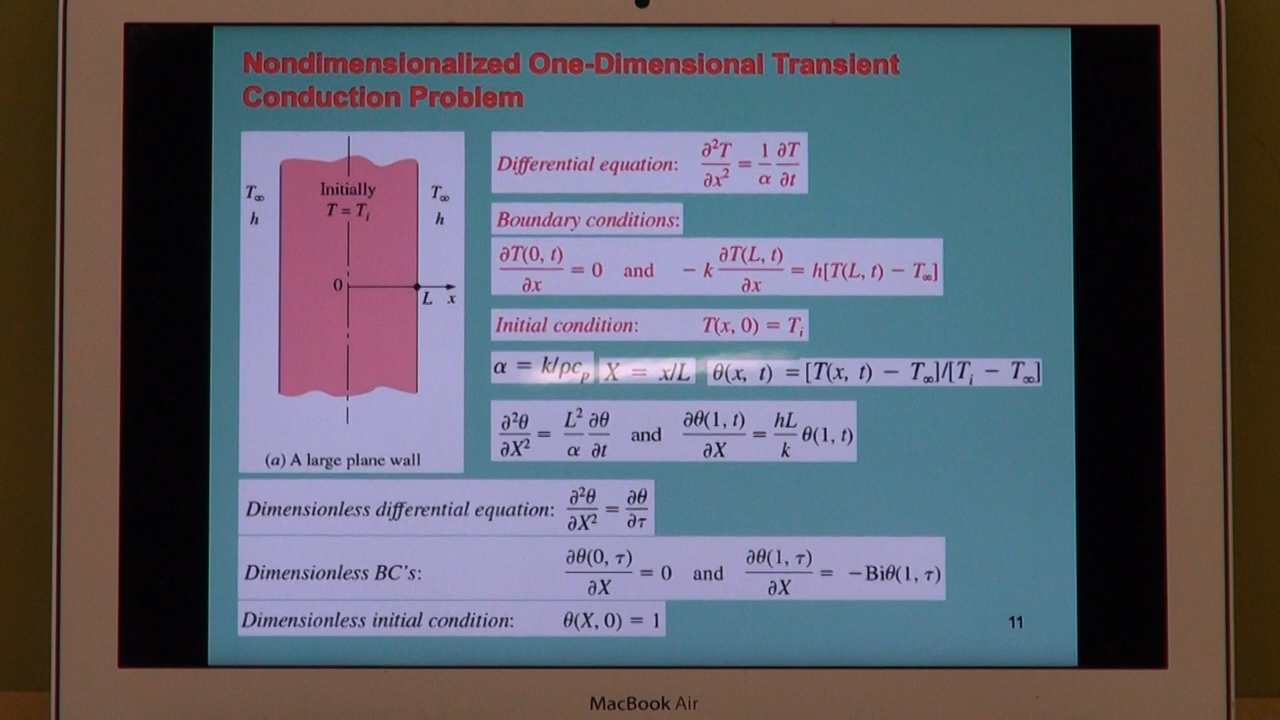 Nondimensionalized One-Dimensional Transient
Conduction Problem
T∞
h
Initially
T = Ti
T∞
h
0
L x
(a) A large plane wall
Differential equation: ∂²T/∂x² = 1/α ∂T/∂t
Boundary conditions:
∂T(0, t)/∂x = 0 and − k ∂T(L, t)/∂x = h[T(L, t) − T∞]
Initial condition: T(x, 0) = Ti
α = k/ρcp X = x/L θ(x, t) = [T(x, t) − T∞]/[Ti − T∞]
∂²θ/∂X² = L²/α ∂θ/∂t and ∂θ(1, t)/∂X = hL/k θ(1, t)
Dimensionless differential equation: ∂²θ/∂X² = ∂θ/∂τ
Dimensionless BC's: ∂θ(0, τ)/∂X = 0 and ∂θ(1, τ)/∂X = −Biθ(1, τ)
Dimensionless initial condition: θ(X, 0) = 1
11
MacBook Air